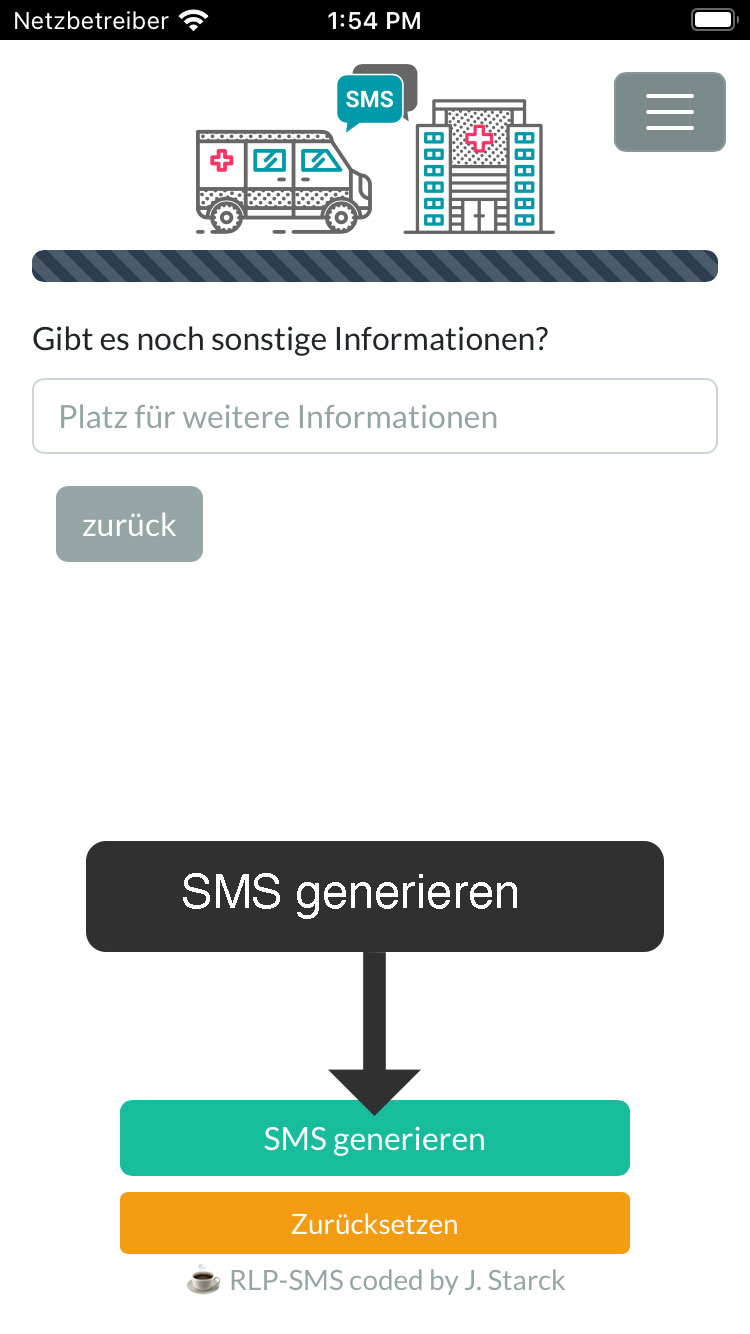 Netzbetreiber 1:54 PM
SMS
Gibt es noch sonstige Informationen?
Platz für weitere Informationen
zurück
SMS generieren
SMS generieren
Zurücksetzen
RLP-SMS coded by J. Starck